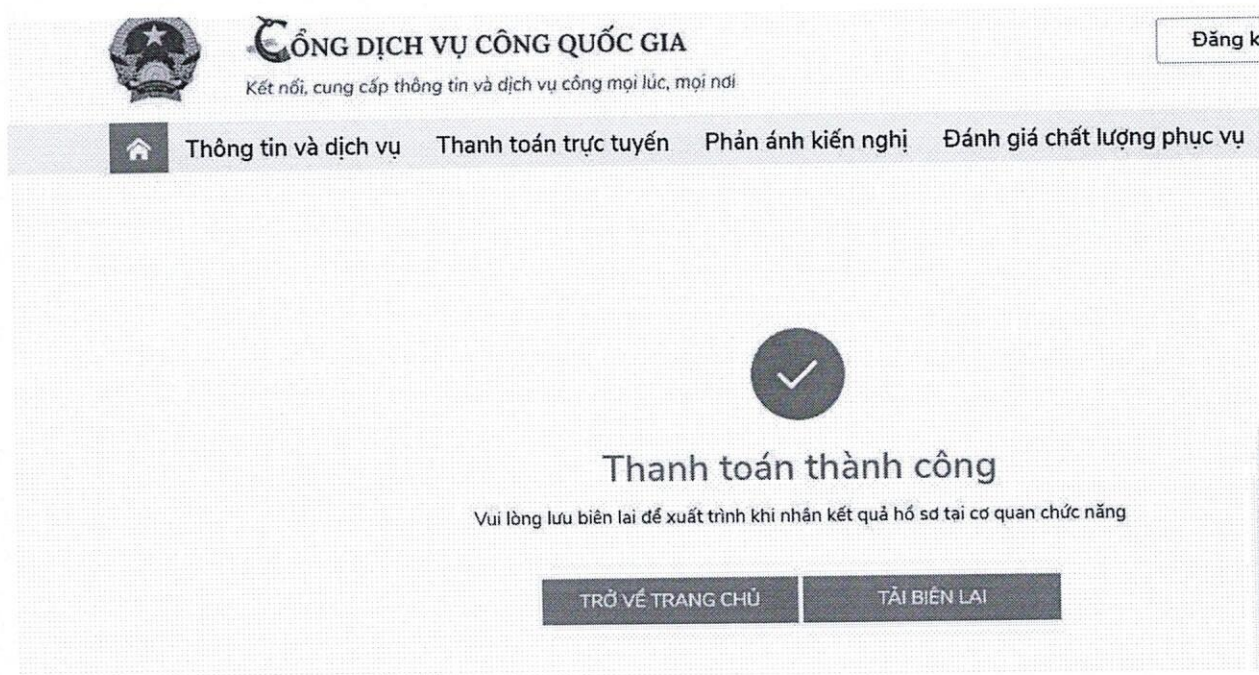 CỔNG DỊCH VỤ CÔNG QUỐC GIA
Đăng k
Kết nối, cung cấp thông tin và dịch vụ công mọi lúc, mọi nơi
Thông tin và dịch vụ Thanh toán trực tuyến Phản ánh kiến nghị Đánh giá chất lượng phục vụ
Thanh toán thành công
Vui lòng lưu biên lai để xuất trình khi nhận kết quả hồ sơ tại cơ quan chức năng
TRỞ VỀ TRANG CHỦ TẢI BIÊN LAI